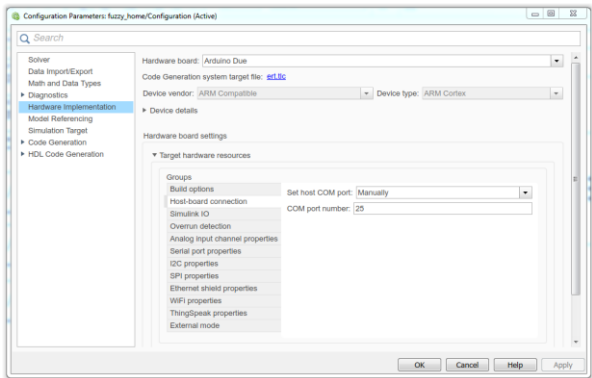 Configuration Parameters: fuzzy_home/Configuration (Active)
Search
Solver
Data Import/Export
Math and Data Types
Diagnostics
Hardware Implementation
Model Referencing
Simulation Target
Code Generation
HDL Code Generation
Hardware board: Arduino Due
Code Generation system target file: ert.tlc
Device vendor: ARM Compatible Device type: ARM Cortex
Device details
Hardware board settings
Target hardware resources
Groups
Build options
Host-board connection
Simulink IO
Overrun detection
Analog input channel properties
Serial port properties
I2C properties
SPI properties
Ethernet shield properties
WiFi properties
ThingSpeak properties
External mode
Set host COM port: Manually
COM port number: 25
OK Cancel Help Apply